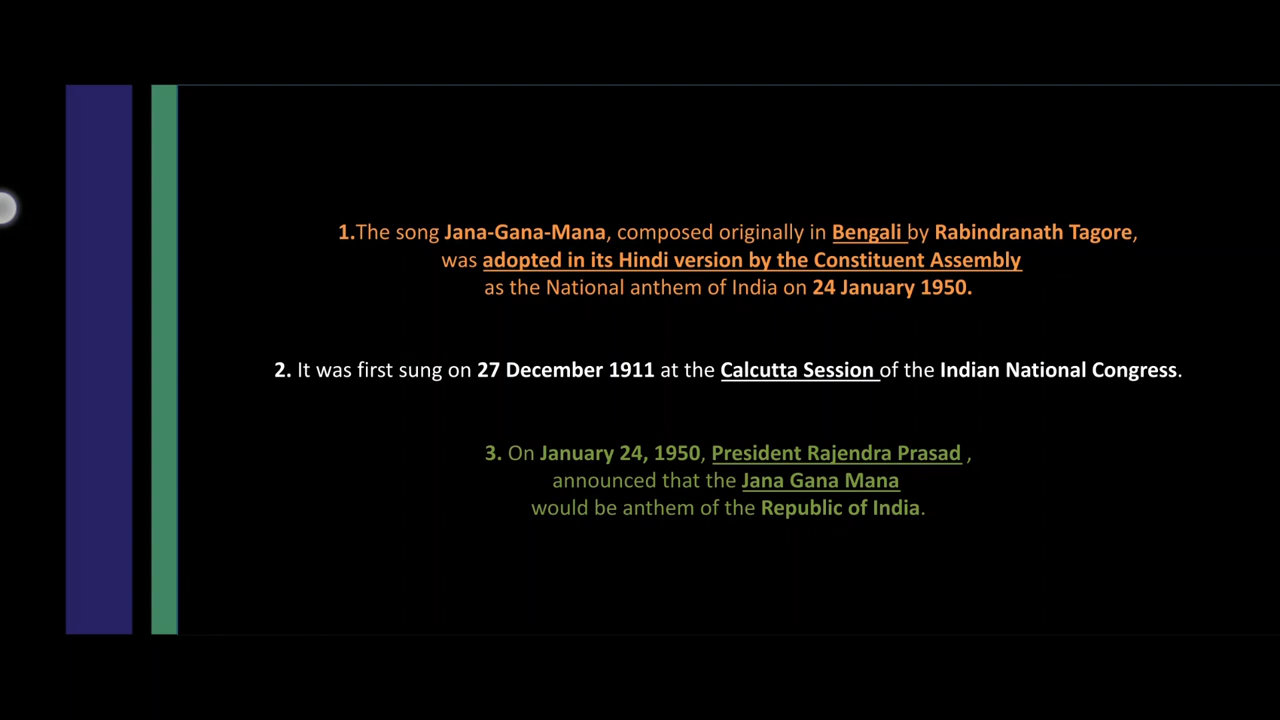 1.The song Jana-Gana-Mana, composed originally in Bengali by Rabindranath Tagore,
was adopted in its Hindi version by the Constituent Assembly
as the National anthem of India on 24 January 1950.
2. It was first sung on 27 December 1911 at the Calcutta Session of the Indian National Congress.
3. On January 24, 1950, President Rajendra Prasad ,
announced that the Jana Gana Mana
would be anthem of the Republic of India.